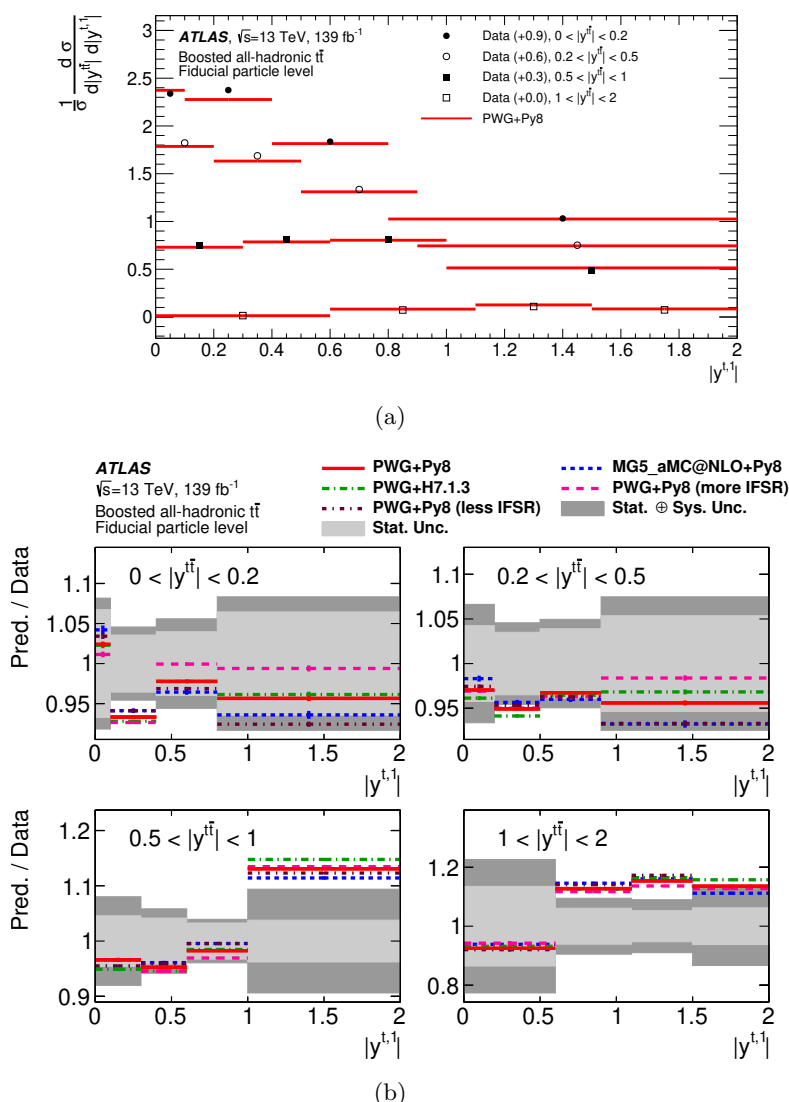 ATLAS, √s=13 TeV, 139 fb⁻¹
Boosted all-hadronic tt̄
Fiducial particle level
Data (+0.9), 0 < |y^{tt̄}| < 0.2
Data (+0.6), 0.2 < |y^{tt̄}| < 0.5
Data (+0.3), 0.5 < |y^{tt̄}| < 1
Data (+0.0), 1 < |y^{tt̄}| < 2
PWG+Py8
1/σ d σ / d|y^{tt̄}| d|y^{t,1}|
3
2.5
2
1.5
1
0.5
0
0 0.2 0.4 0.6 0.8 1 1.2 1.4 1.6 1.8 2
|y^{t,1}|
(a)
ATLAS
√s=13 TeV, 139 fb⁻¹
Boosted all-hadronic tt̄
Fiducial particle level
PWG+Py8
PWG+H7.1.3
PWG+Py8 (less IFSR)
Stat. Unc.
MG5_aMC@NLO+Py8
PWG+Py8 (more IFSR)
Stat. ⊕ Sys. Unc.
Pred. / Data
0 < |y^{tt̄}| < 0.2
1.1
1.05
1
0.95
0 0.5 1 1.5 2
|y^{t,1}|
0.2 < |y^{tt̄}| < 0.5
1.1
1.05
1
0.95
0 0.5 1 1.5 2
|y^{t,1}|
Pred. / Data
0.5 < |y^{tt̄}| < 1
1.2
1.1
1
0.9
0 0.5 1 1.5 2
|y^{t,1}|
1 < |y^{tt̄}| < 2
1.2
1
0.8
0 0.5 1 1.5 2
|y^{t,1}|
(b)